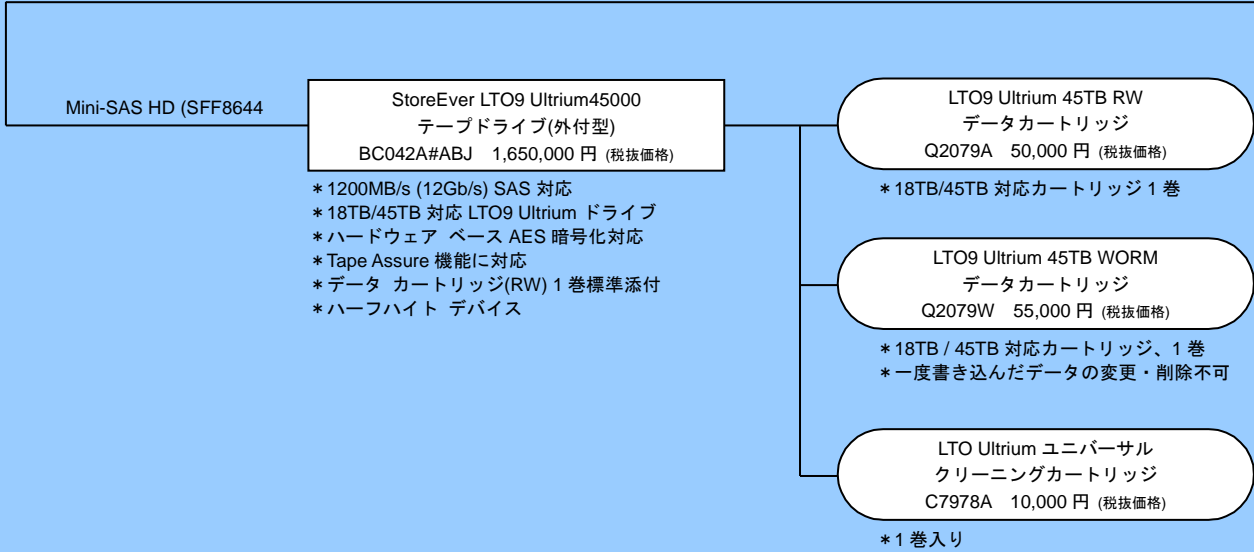 Mini-SAS HD (SFF8644
StoreEver LTO9 Ultrium45000
テープドライブ(外付型)
BC042A#ABJ 1,650,000 円 (税抜価格)
＊1200MB/s (12Gb/s) SAS 対応
＊18TB/45TB 対応 LTO9 Ultrium ドライブ
＊ハードウェア ベース AES 暗号化対応
＊Tape Assure 機能に対応
＊データ カートリッジ(RW) 1 巻標準添付
＊ハーフハイト デバイス
LTO9 Ultrium 45TB RW
データカートリッジ
Q2079A 50,000 円 (税抜価格)
＊18TB/45TB 対応カートリッジ 1 巻
LTO9 Ultrium 45TB WORM
データカートリッジ
Q2079W 55,000 円 (税抜価格)
＊18TB / 45TB 対応カートリッジ、1 巻
＊一度書き込んだデータの変更・削除不可
LTO Ultrium ユニバーサル
クリーニングカートリッジ
C7978A 10,000 円 (税抜価格)
＊1 巻入り